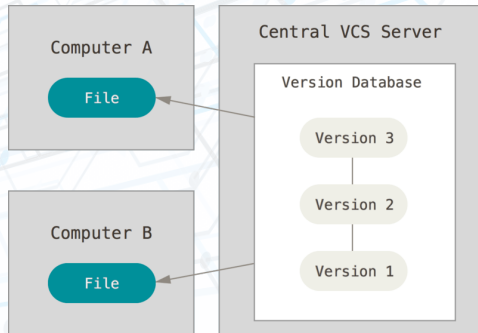 Computer A
File
Computer B
File
Central VCS Server
Version Database
Version 3
Version 2
Version 1